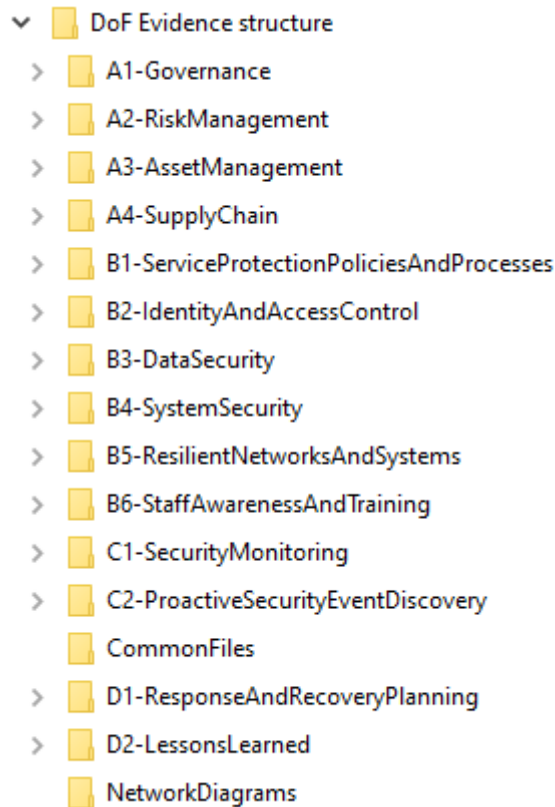 DoF Evidence structure
A1-Governance
A2-RiskManagement
A3-AssetManagement
A4-SupplyChain
B1-ServiceProtectionPoliciesAndProcesses
B2-IdentityAndAccessControl
B3-DataSecurity
B4-SystemSecurity
B5-ResilientNetworksAndSystems
B6-StaffAwarenessAndTraining
C1-SecurityMonitoring
C2-ProactiveSecurityEventDiscovery
CommonFiles
D1-ResponseAndRecoveryPlanning
D2-LessonsLearned
NetworkDiagrams